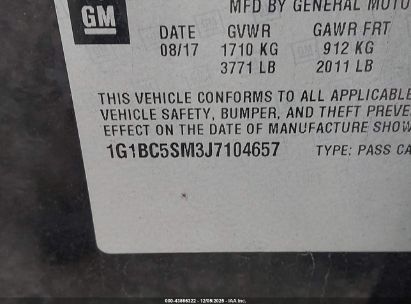 GM
MFD BY GENERAL MOTO
DATE GVWR GAWR FRT
08/17 1710 KG 912 KG
3771 LB 2011 LB
THIS VEHICLE CONFORMS TO ALL APPLICABLE
VEHICLE SAFETY, BUMPER, AND THEFT PREVE
EFFECT ON THE DATE OF MANUFACTURE SHOW
1G1BC5SM3J7104657 TYPE: PASS CA